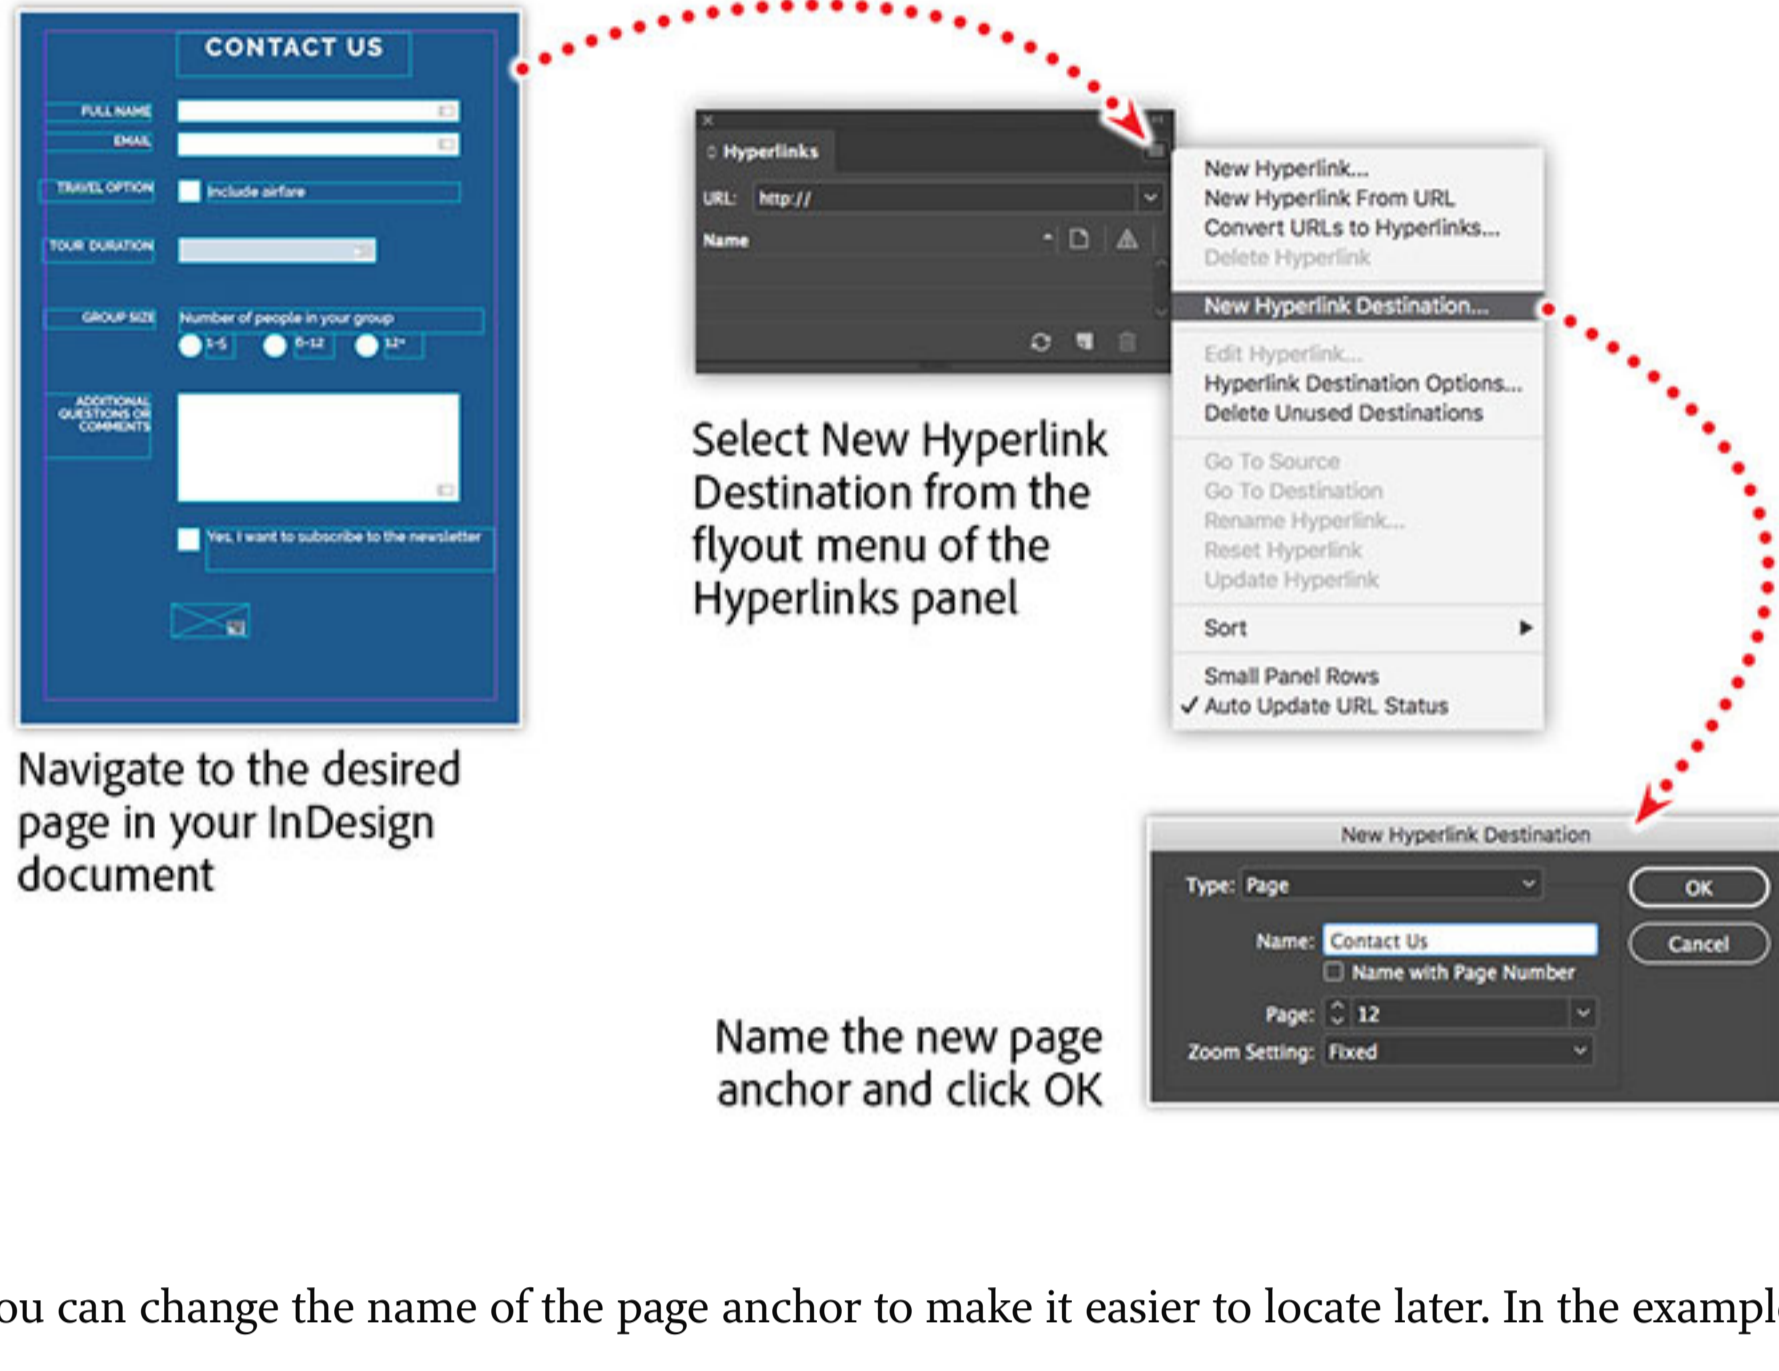 CONTACT US
FULL NAME
EMAIL
TRAVEL OPTION
Include airfare
TOUR DURATION
GROUP SIZE
Number of people in your group
1-5
6-12
12+
ADDITIONAL
QUESTIONS OR
COMMENTS
Yes, I want to subscribe to the newsletter
Navigate to the desired
page in your InDesign
document
Hyperlinks
URL: http://
Name
Select New Hyperlink
Destination from the
flyout menu of the
Hyperlinks panel
New Hyperlink...
New Hyperlink From URL
Convert URLs to Hyperlinks...
Delete Hyperlink
New Hyperlink Destination...
Edit Hyperlink...
Hyperlink Destination Options...
Delete Unused Destinations
Go To Source
Go To Destination
Rename Hyperlink...
Reset Hyperlink
Update Hyperlink
Sort
Small Panel Rows
✓ Auto Update URL Status
New Hyperlink Destination
Type: Page
OK
Name: Contact Us
Cancel
Name with Page Number
Page: 12
Zoom Setting: Fixed
Name the new page
anchor and click OK
ou can change the name of the page anchor to make it easier to locate later. In the example